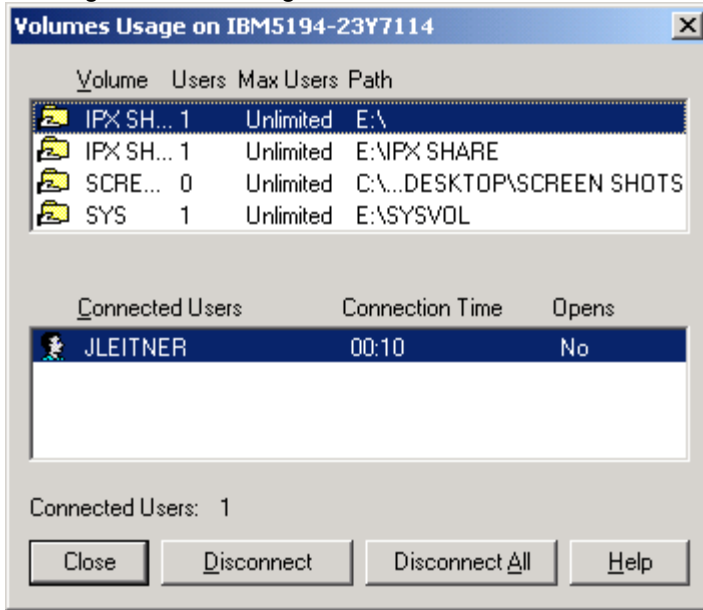 Volumes Usage on IBM5194-23Y7114
Volume Users Max Users Path
IPX SH... 1 Unlimited E:\
IPX SH... 1 Unlimited E:\IPX SHARE
SCRE... 0 Unlimited C:\...DESKTOP\SCREEN SHOTS
SYS 1 Unlimited E:\SYSVOL
Connected Users Connection Time Opens
JLEITNER 00:10 No
Connected Users: 1
Close Disconnect Disconnect All Help